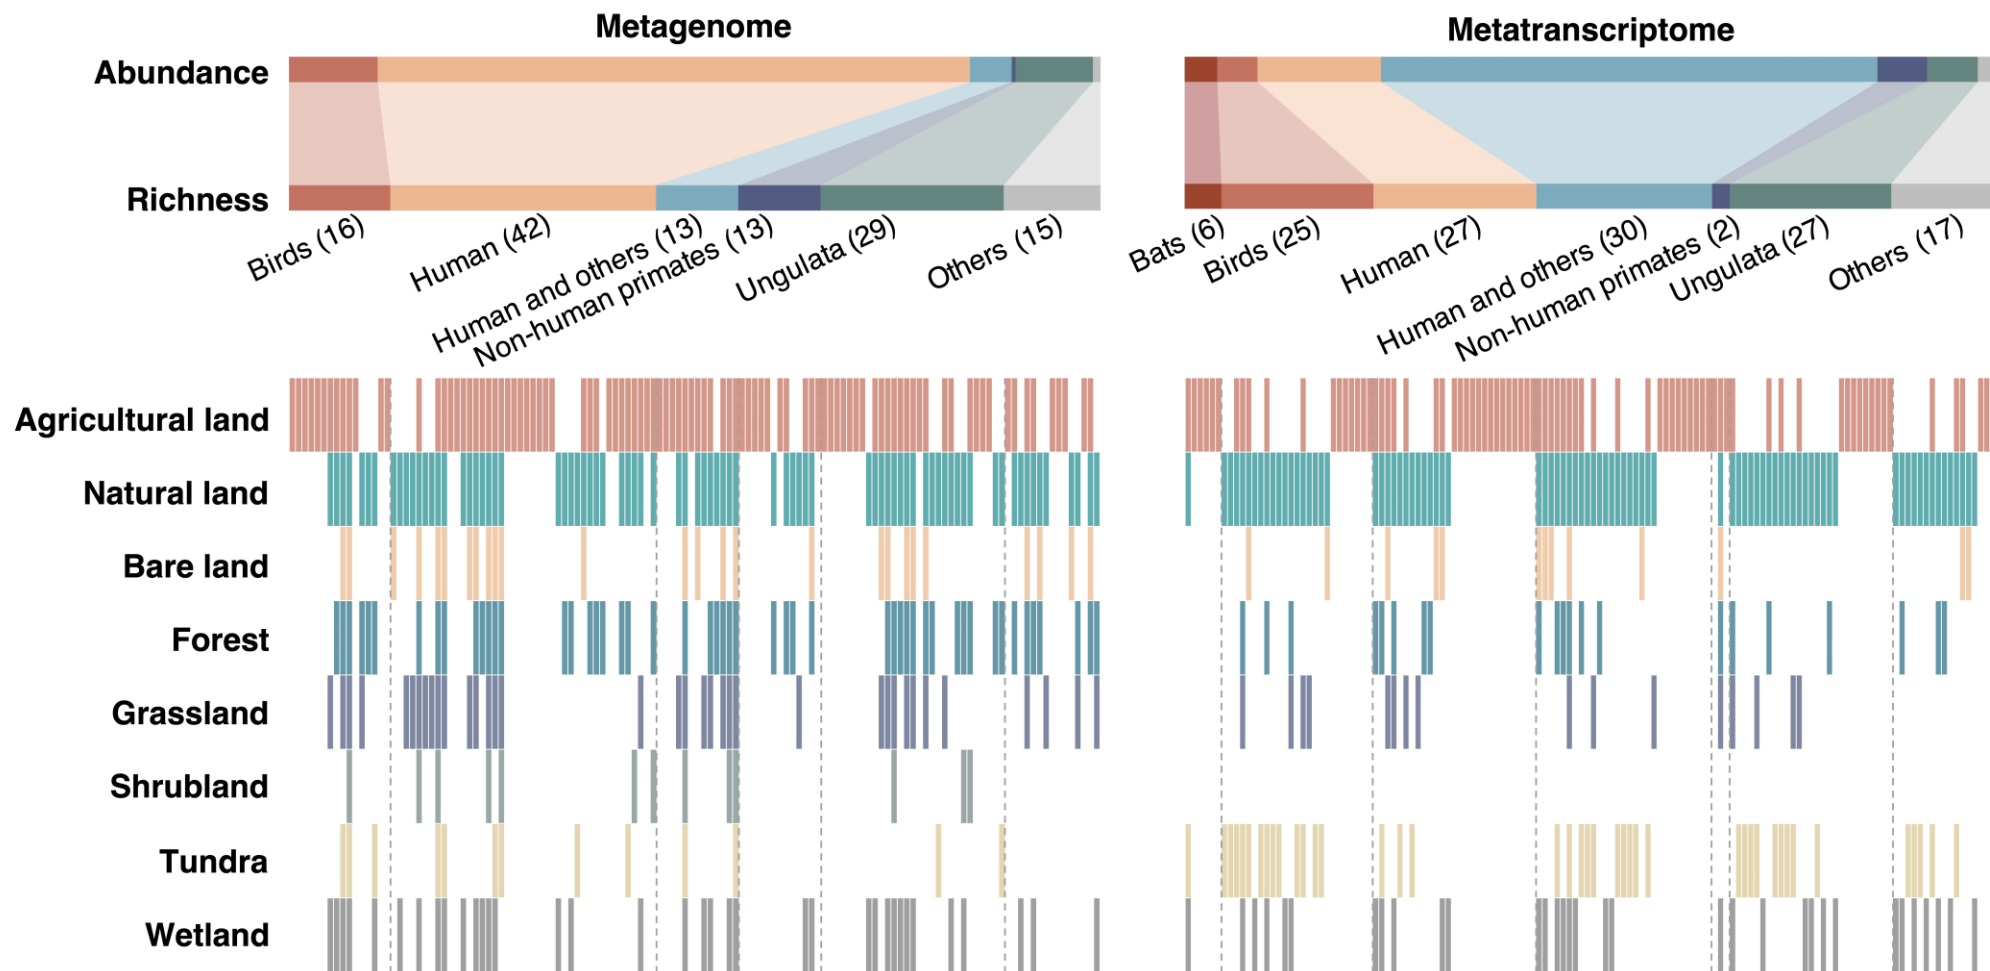 Metagenome
Metatranscriptome
Abundance
Richness
Birds (16)
Human (42)
Human and others (13)
Non-human primates (13)
Ungulata (29)
Others (15)
Bats (6)
Birds (25)
Human (27)
Human and others (30)
Non-human primates (2)
Ungulata (27)
Others (17)
Agricultural land
Natural land
Bare land
Forest
Grassland
Shrubland
Tundra
Wetland